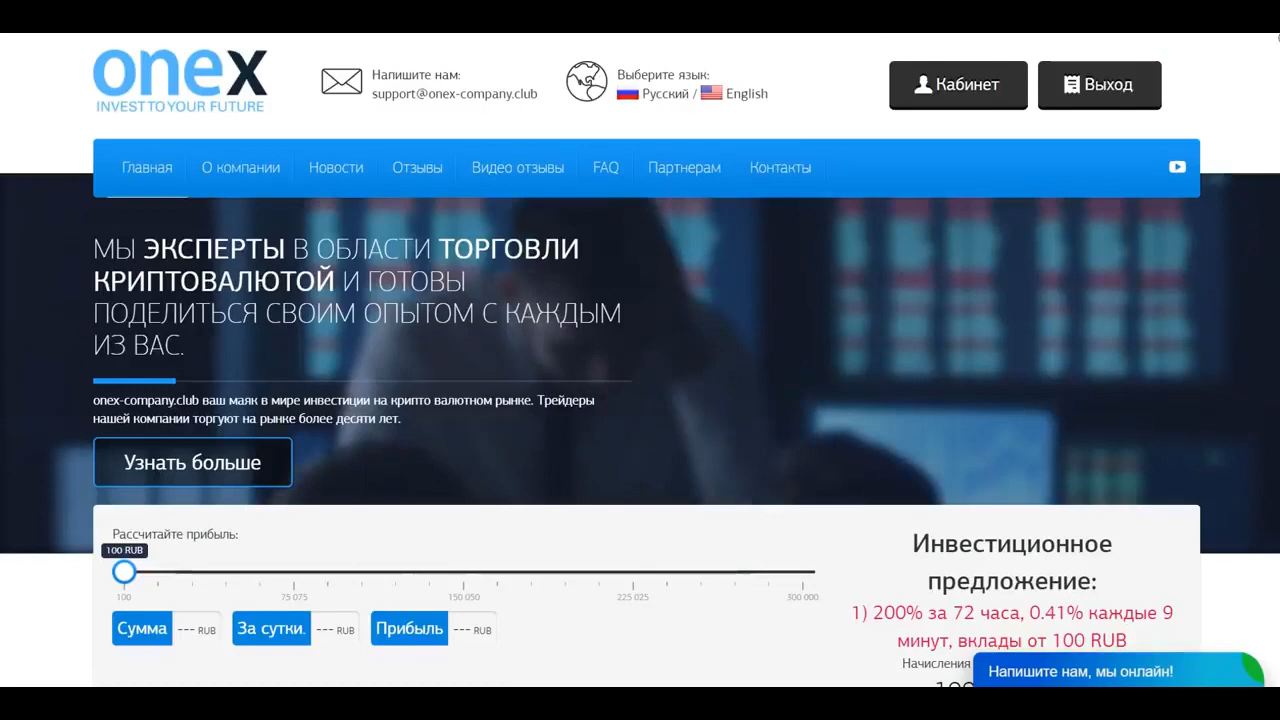 onex
INVEST TO YOUR FUTURE
Напишите нам:
support@onex-company.club
Выберите язык:
Русский / English
Кабинет
Выход
Главная О компании Новости Отзывы Видео отзывы FAQ Партнерам Контакты
МЫ ЭКСПЕРТЫ В ОБЛАСТИ ТОРГОВЛИ
КРИПТОВАЛЮТОЙ И ГОТОВЫ
ПОДЕЛИТЬСЯ СВОИМ ОПЫТОМ С КАЖДЫМ
ИЗ ВАС.
onex-company.club ваш маяк в мире инвестиции на крипто валютном рынке. Трейдеры
нашей компании торгуют на рынке более десяти лет.
Узнать больше
Рассчитайте прибыль:
100 RUB
100 75 075 150 050 225 025 300 000
Сумма --- RUB За сутки. --- RUB Прибыль --- RUB
Инвестиционное
предложение:
1) 200% за 72 часа, 0.41% каждые 9
минут, вклады от 100 RUB
Начисления
Напишите нам, мы онлайн!